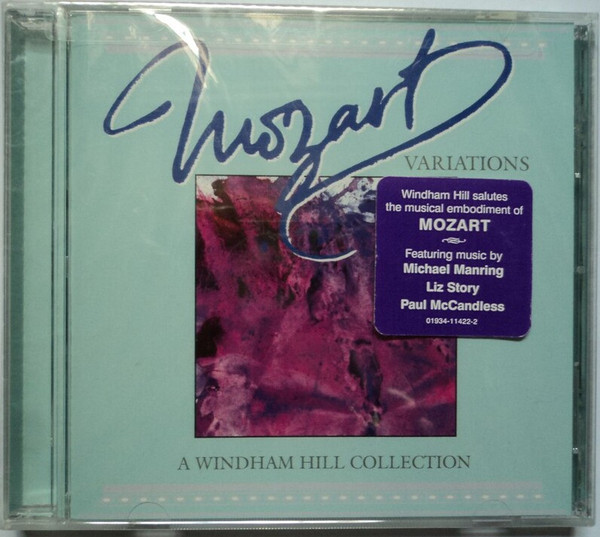 Mozart
VARIATIONS
Windham Hill salutes
the musical embodiment of
MOZART
Featuring music by
Michael Manring
Liz Story
Paul McCandless
01934-11422-2
A WINDHAM HILL COLLECTION